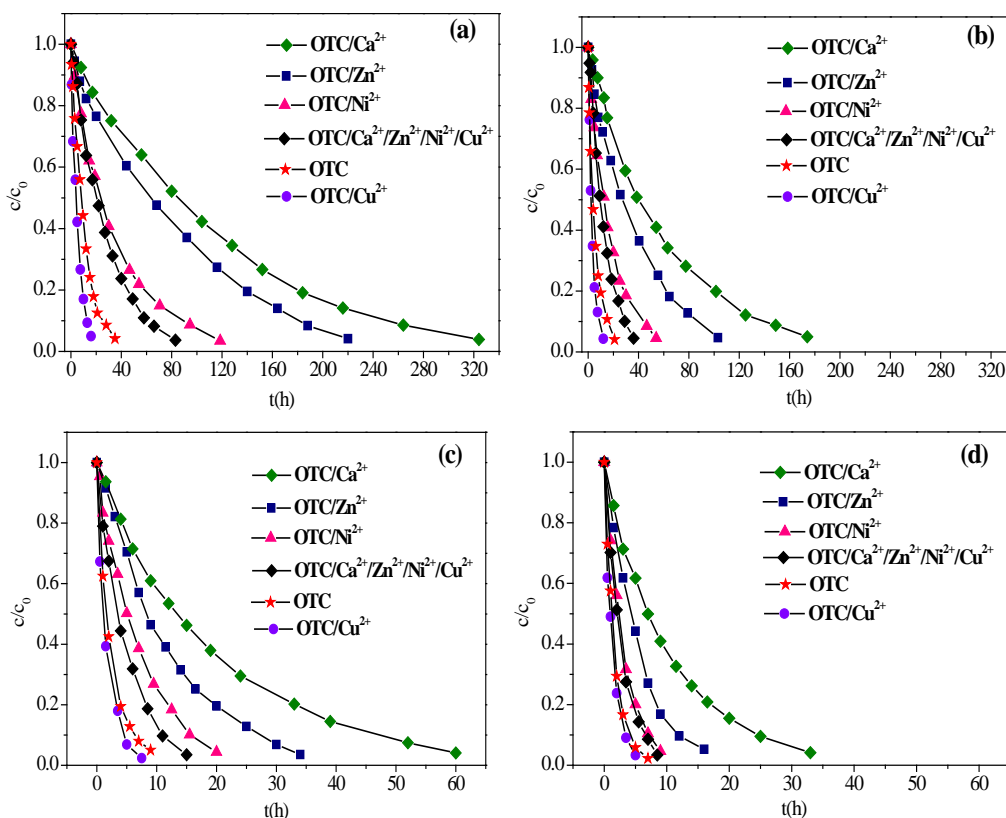 (a)
OTC/Ca²⁺
OTC/Zn²⁺
OTC/Ni²⁺
OTC/Ca²⁺/Zn²⁺/Ni²⁺/Cu²⁺
OTC
OTC/Cu²⁺
1.0
0.8
0.6
0.4
0.2
0.0
c/c₀
0 40 80 120 160 200 240 280 320
t(h)
(b)
OTC/Ca²⁺
OTC/Zn²⁺
OTC/Ni²⁺
OTC/Ca²⁺/Zn²⁺/Ni²⁺/Cu²⁺
OTC
OTC/Cu²⁺
1.0
0.8
0.6
0.4
0.2
0.0
0 40 80 120 160 200 240 280 320
t(h)
(c)
OTC/Ca²⁺
OTC/Zn²⁺
OTC/Ni²⁺
OTC/Ca²⁺/Zn²⁺/Ni²⁺/Cu²⁺
OTC
OTC/Cu²⁺
1.0
0.8
0.6
0.4
0.2
0.0
c/c₀
0 10 20 30 40 50 60
t(h)
(d)
OTC/Ca²⁺
OTC/Zn²⁺
OTC/Ni²⁺
OTC/Ca²⁺/Zn²⁺/Ni²⁺/Cu²⁺
OTC
OTC/Cu²⁺
1.0
0.8
0.6
0.4
0.2
0.0
c/c₀
0 10 20 30 40 50 60
t(h)